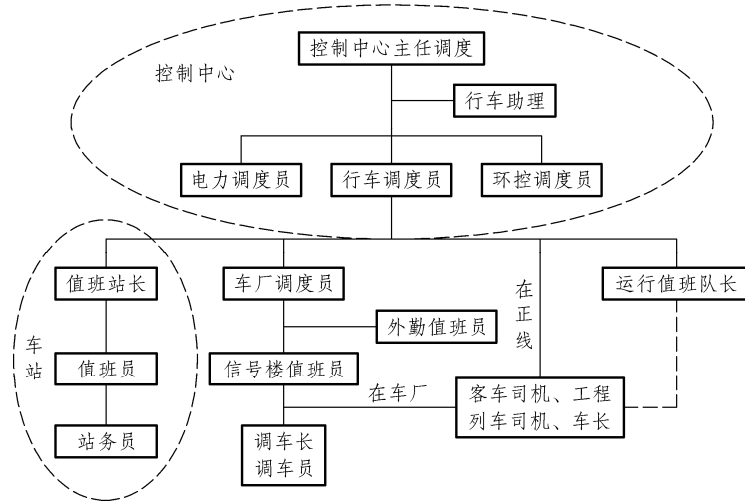 控制中心主任调度
控制中心
行车助理
电力调度员
行车调度员
环控调度员
值班站长
车厂调度员
在正线
运行值班队长
外勤值班员
车站
值班员
信号楼值班员
在车厂
客车司机、工程
列车司机、车长
站务员
调车长
调车员